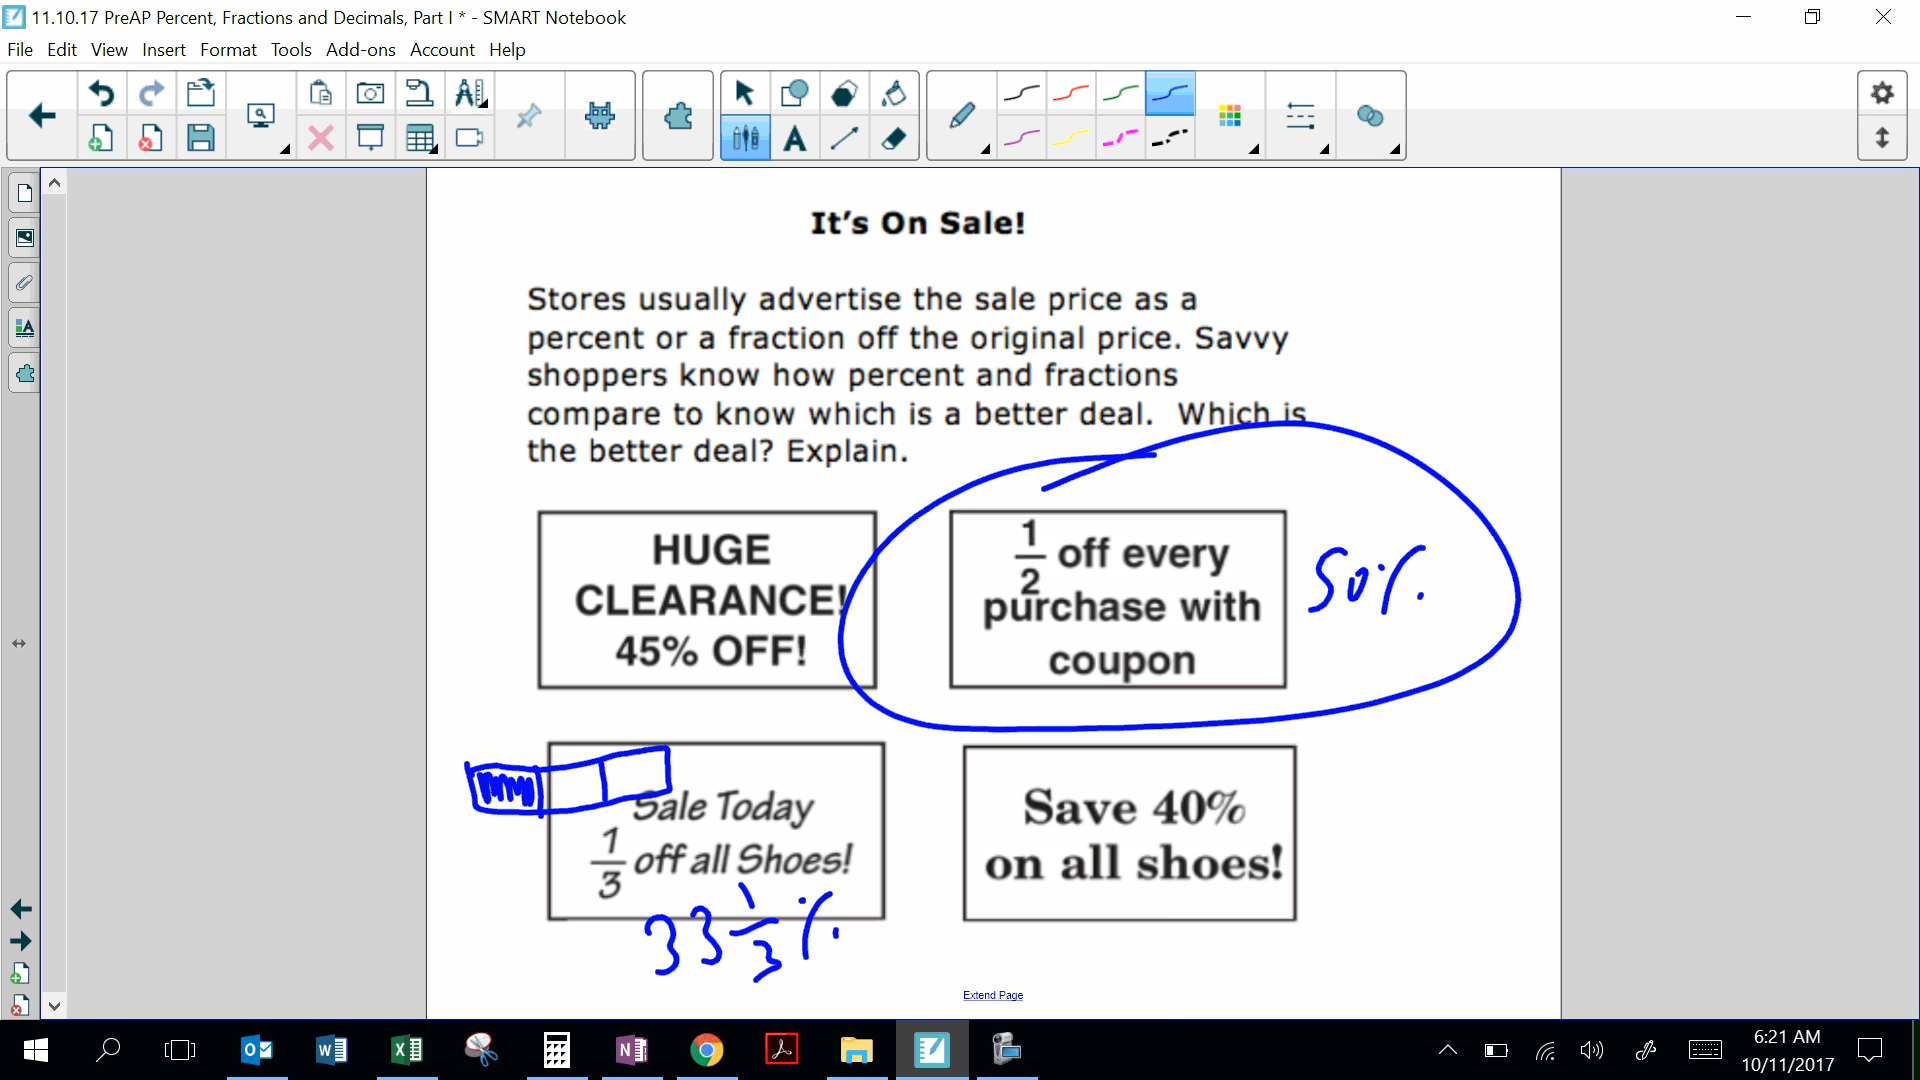 11.10.17 PreAP Percent, Fractions and Decimals, Part I * - SMART Notebook
File Edit View Insert Format Tools Add-ons Account Help
It's On Sale!
Stores usually advertise the sale price as a
percent or a fraction off the original price. Savvy
shoppers know how percent and fractions
compare to know which is a better deal. Which is
the better deal? Explain.
HUGE
CLEARANCE!
45% OFF!
1/2 off every
purchase with
coupon
50%
Sale Today
1/3 off all Shoes!
33 1/3 %
Save 40%
on all shoes!
Extend Page
6:21 AM
10/11/2017